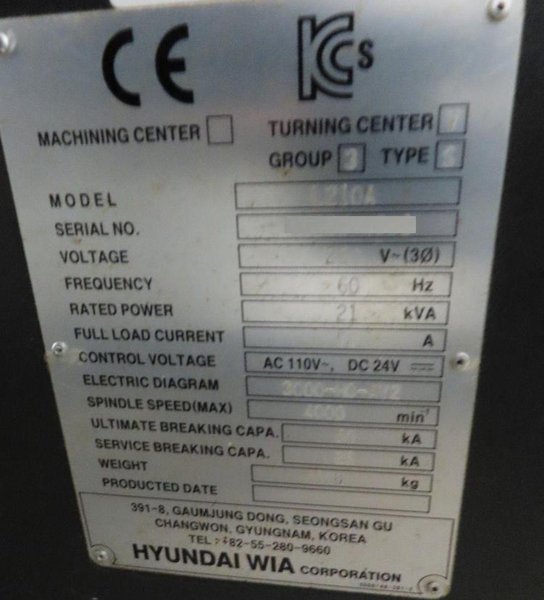 CE KCs
MACHINING CENTER TURNING CENTER
GROUP TYPE
MODEL L210A
SERIAL NO.
VOLTAGE V~(3Ø)
FREQUENCY 60 Hz
RATED POWER 21 kVA
FULL LOAD CURRENT A
CONTROL VOLTAGE AC 110V~, DC 24V
ELECTRIC DIAGRAM
SPINDLE SPEED(MAX) 4000 min⁻¹
ULTIMATE BREAKING CAPA. kA
SERVICE BREAKING CAPA. kA
WEIGHT kg
PRODUCTED DATE
391-8, GAUMJUNG DONG, SEONGSAN GU
CHANGWON, GYUNGNAM, KOREA
TEL : +82-55-280-9660
HYUNDAI WIA CORPORATION